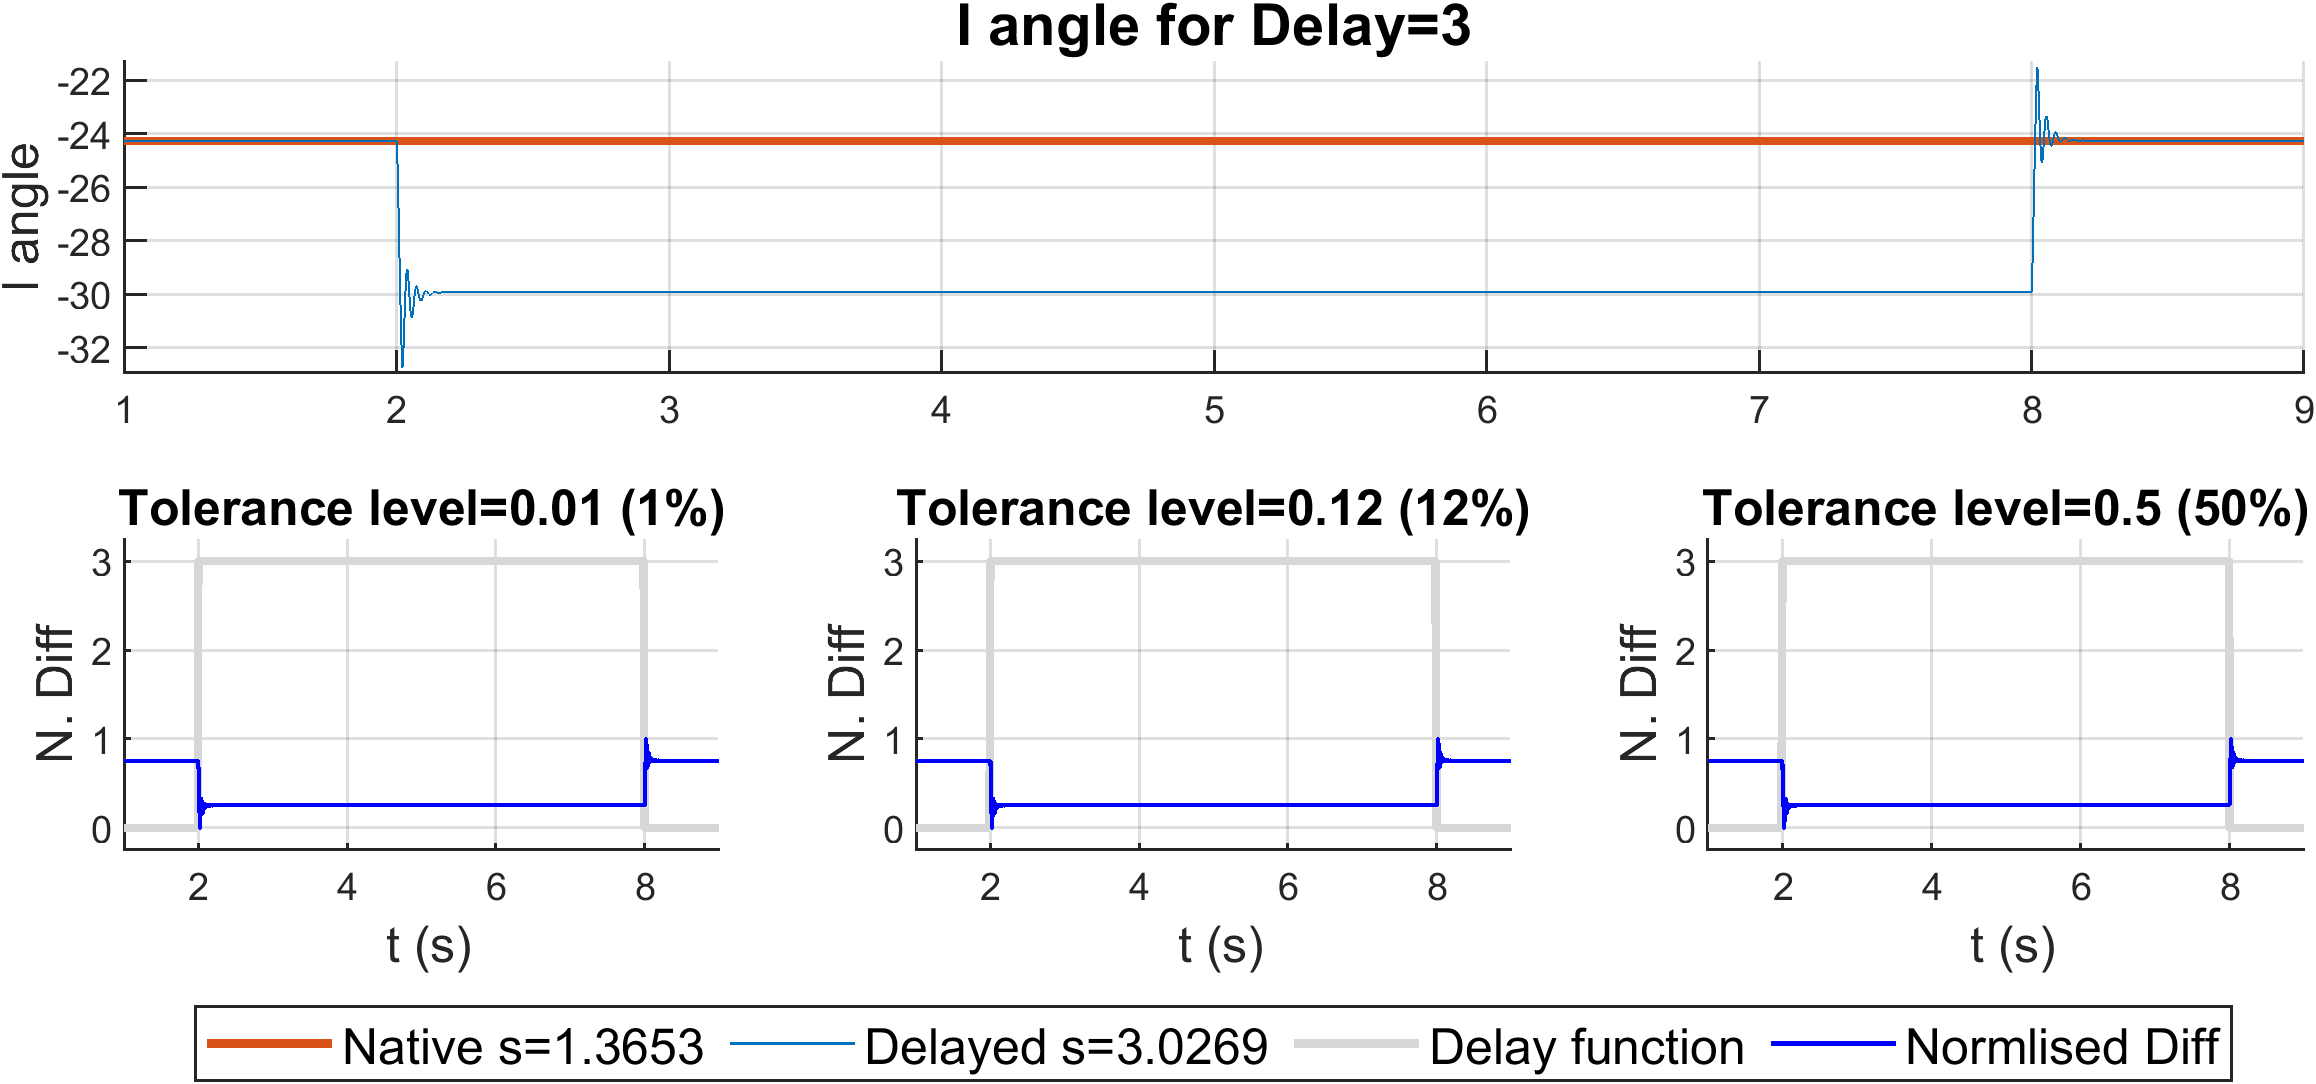 I angle for Delay=3
I angle
-22
-24
-26
-28
-30
-32
1 2 3 4 5 6 7 8 9
Tolerance level=0.01 (1%)
N. Diff
3
2
1
0
2 4 6 8
t (s)
Tolerance level=0.12 (12%)
N. Diff
3
2
1
0
2 4 6 8
t (s)
Tolerance level=0.5 (50%)
N. Diff
3
2
1
0
2 4 6 8
t (s)
Native s=1.3653 Delayed s=3.0269 Delay function Normlised Diff